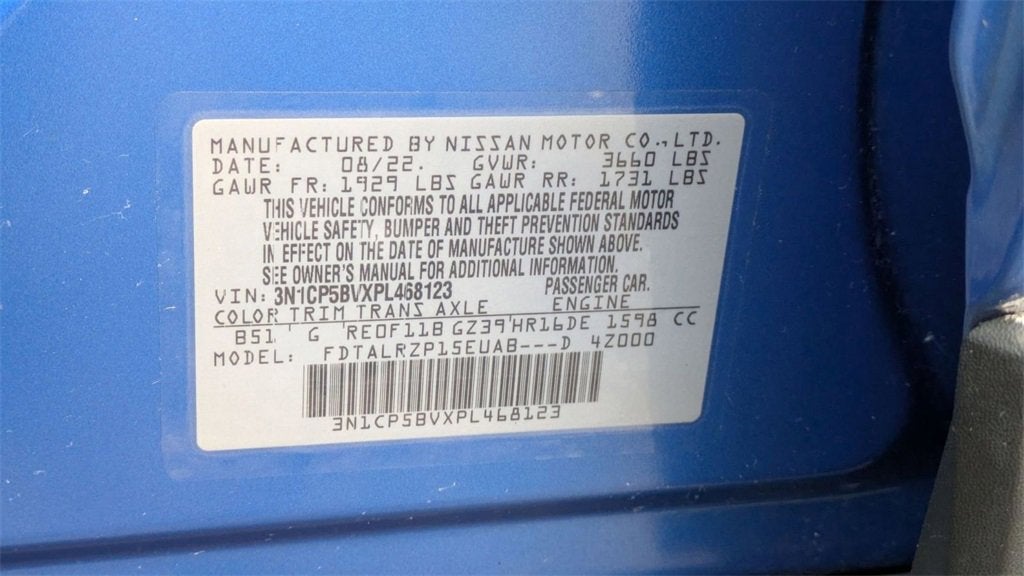 MANUFACTURED BY NISSAN MOTOR CO.,LTD.
DATE: 08/22. GVWR: 3660 LBS
GAWR FR: 1929 LBS GAWR RR: 1731 LBS
THIS VEHICLE CONFORMS TO ALL APPLICABLE FEDERAL MOTOR
VEHICLE SAFETY, BUMPER AND THEFT PREVENTION STANDARDS
IN EFFECT ON THE DATE OF MANUFACTURE SHOWN ABOVE.
SEE OWNER'S MANUAL FOR ADDITIONAL INFORMATION.
VIN: 3N1CP5BVXPL468123 PASSENGER CAR.
COLOR TRIM TRANS AXLE ENGINE
B51 G RE0F11B GZ39 HR16DE 1598 CC
MODEL: FDTALRZP15EUAB---D 4Z000
3N1CP5BVXPL468123